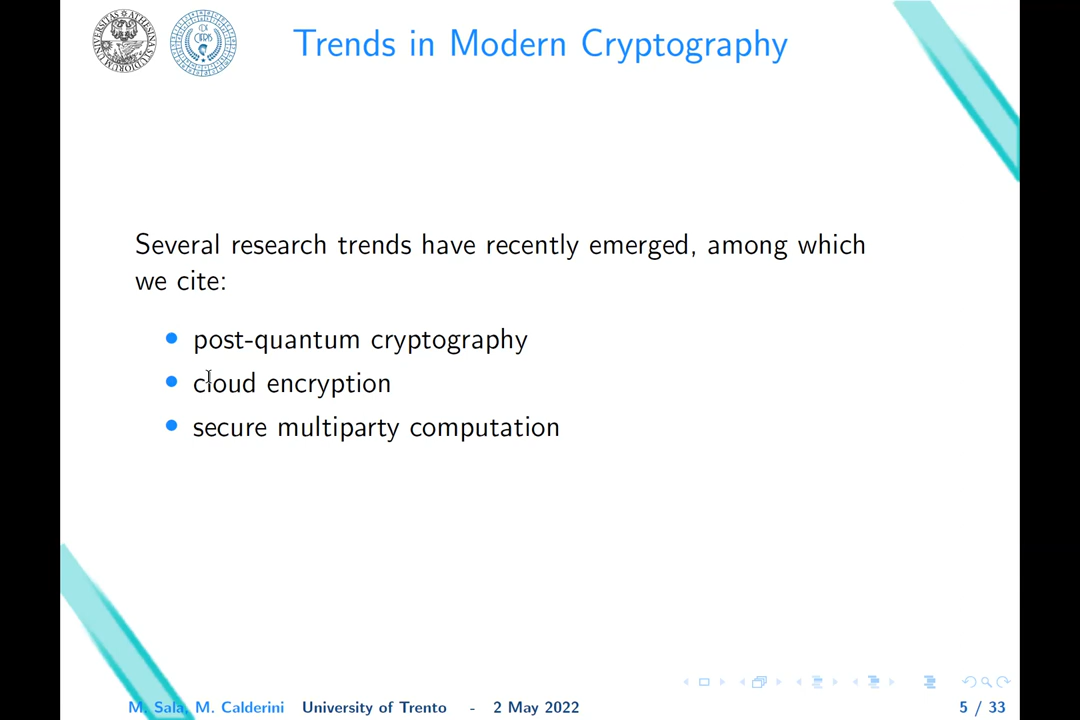 Trends in Modern Cryptography
Several research trends have recently emerged, among which
we cite:
post-quantum cryptography
cloud encryption
secure multiparty computation
M. Sala, M. Calderini University of Trento - 2 May 2022 5 / 33